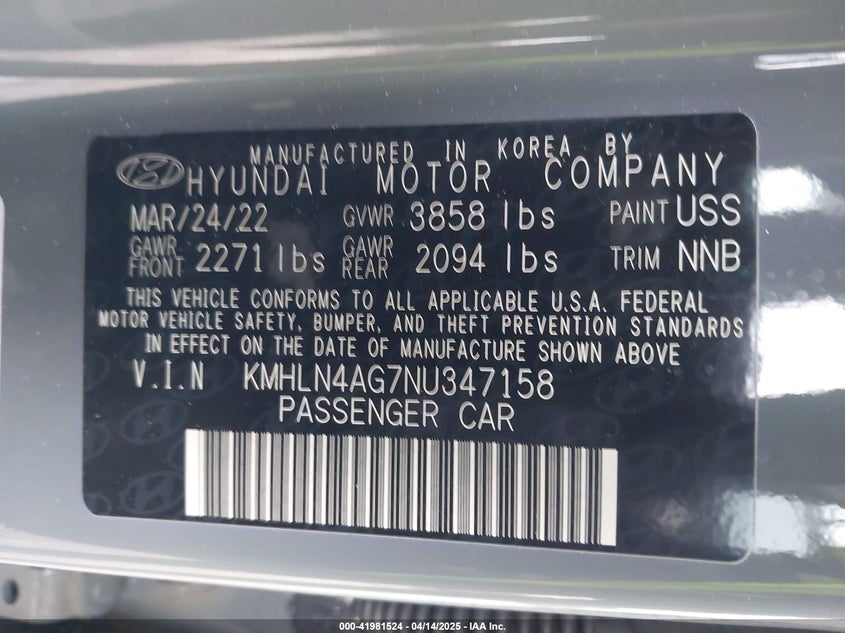 MANUFACTURED IN KOREA BY
HYUNDAI MOTOR COMPANY
MAR/24/22 GVWR 3858 lbs PAINT USS
GAWR FRONT 2271 lbs GAWR REAR 2094 lbs TRIM NNB
THIS VEHICLE CONFORMS TO ALL APPLICABLE U.S.A. FEDERAL
MOTOR VEHICLE SAFETY, BUMPER, AND THEFT PREVENTION STANDARDS
IN EFFECT ON THE DATE OF MANUFACTURE SHOWN ABOVE
V.I.N KMHLN4AG7NU347158
PASSENGER CAR
000-41981524 | 04/14/2025 - IAA Inc.